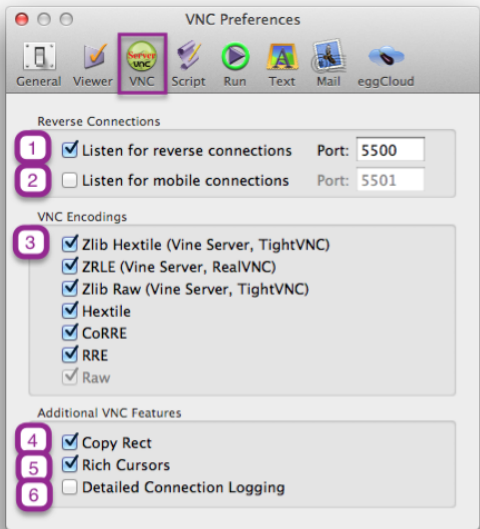 VNC Preferences
General Viewer Server VNC VNC Script Run Text Mail eggCloud
Reverse Connections
1 Listen for reverse connections Port: 5500
2 Listen for mobile connections Port: 5501
VNC Encodings
3 Zlib Hextile (Vine Server, TightVNC)
ZRLE (Vine Server, RealVNC)
Zlib Raw (Vine Server, TightVNC)
Hextile
CoRRE
RRE
Raw
Additional VNC Features
4 Copy Rect
5 Rich Cursors
6 Detailed Connection Logging